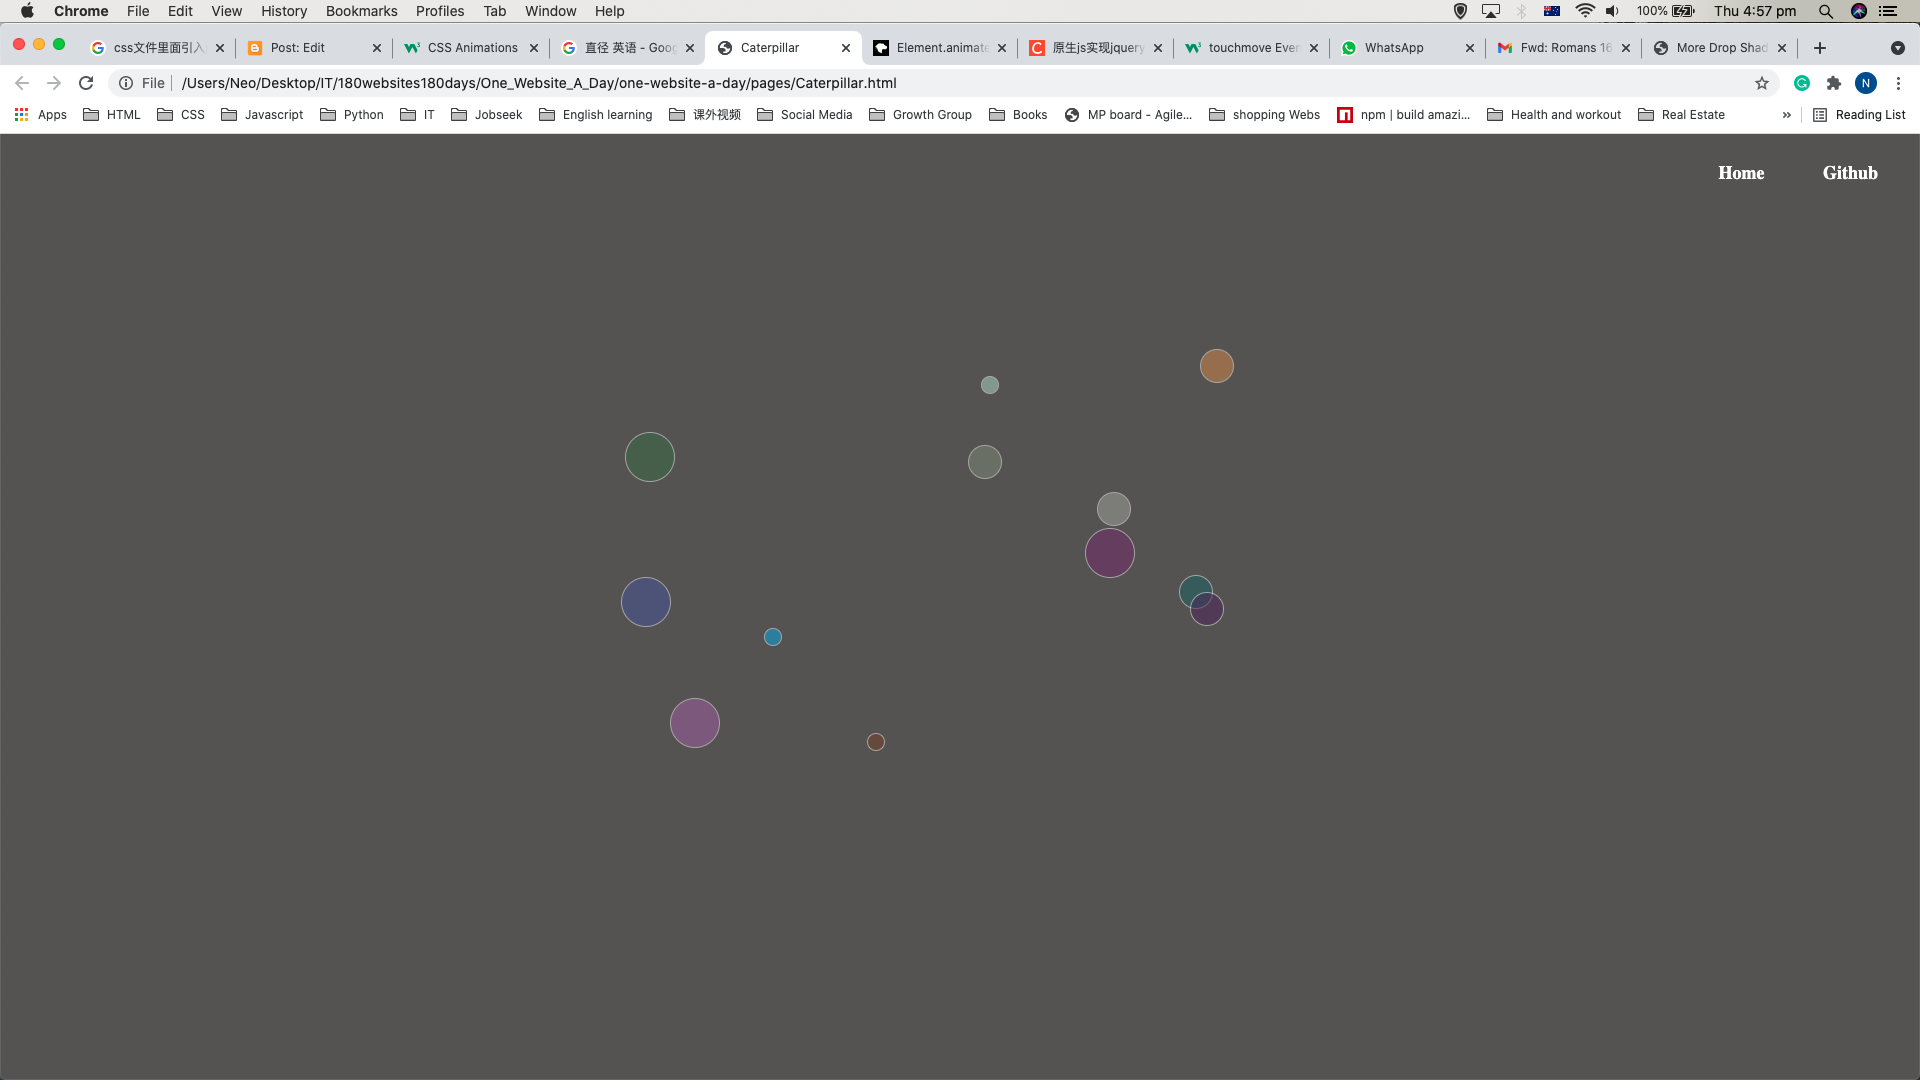 Chrome File Edit View History Bookmarks Profiles Tab Window Help 100% Thu 4:57 pm
css文件里面引入 Post: Edit CSS Animations 直径 英语 - Goog Caterpillar Element.animate 原生js实现jquery touchmove Even WhatsApp Fwd: Romans 16 More Drop Shad
File /Users/Neo/Desktop/IT/180websites180days/One_Website_A_Day/one-website-a-day/pages/Caterpillar.html N
Apps HTML CSS Javascript Python IT Jobseek English learning 课外视频 Social Media Growth Group Books MP board - Agile... shopping Webs npm | build amazi... Health and workout Real Estate » Reading List
Home Github